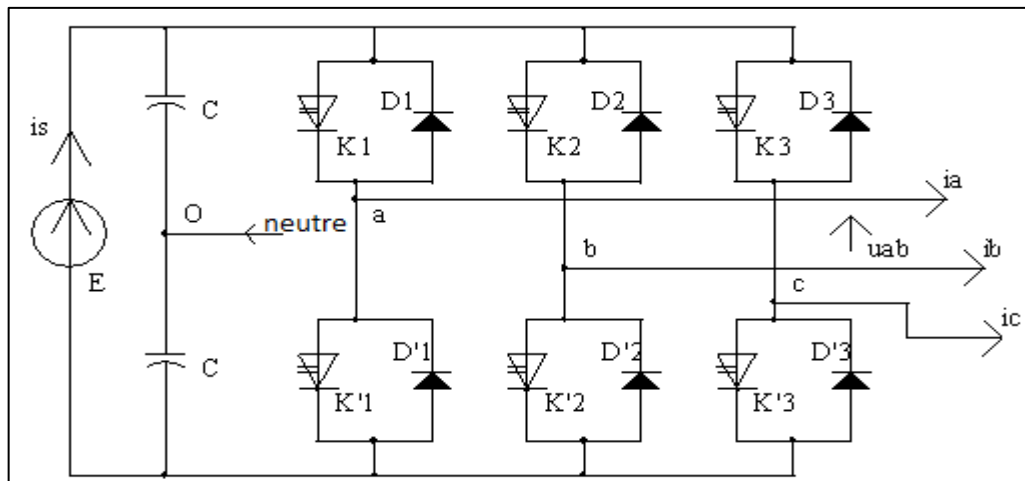 D1
D2
D3
C
is
K1
K2
K3
ia
O
neutre
a
E
b
uab
ib
c
ic
D'1
D'2
D'3
C
K'1
K'2
K'3